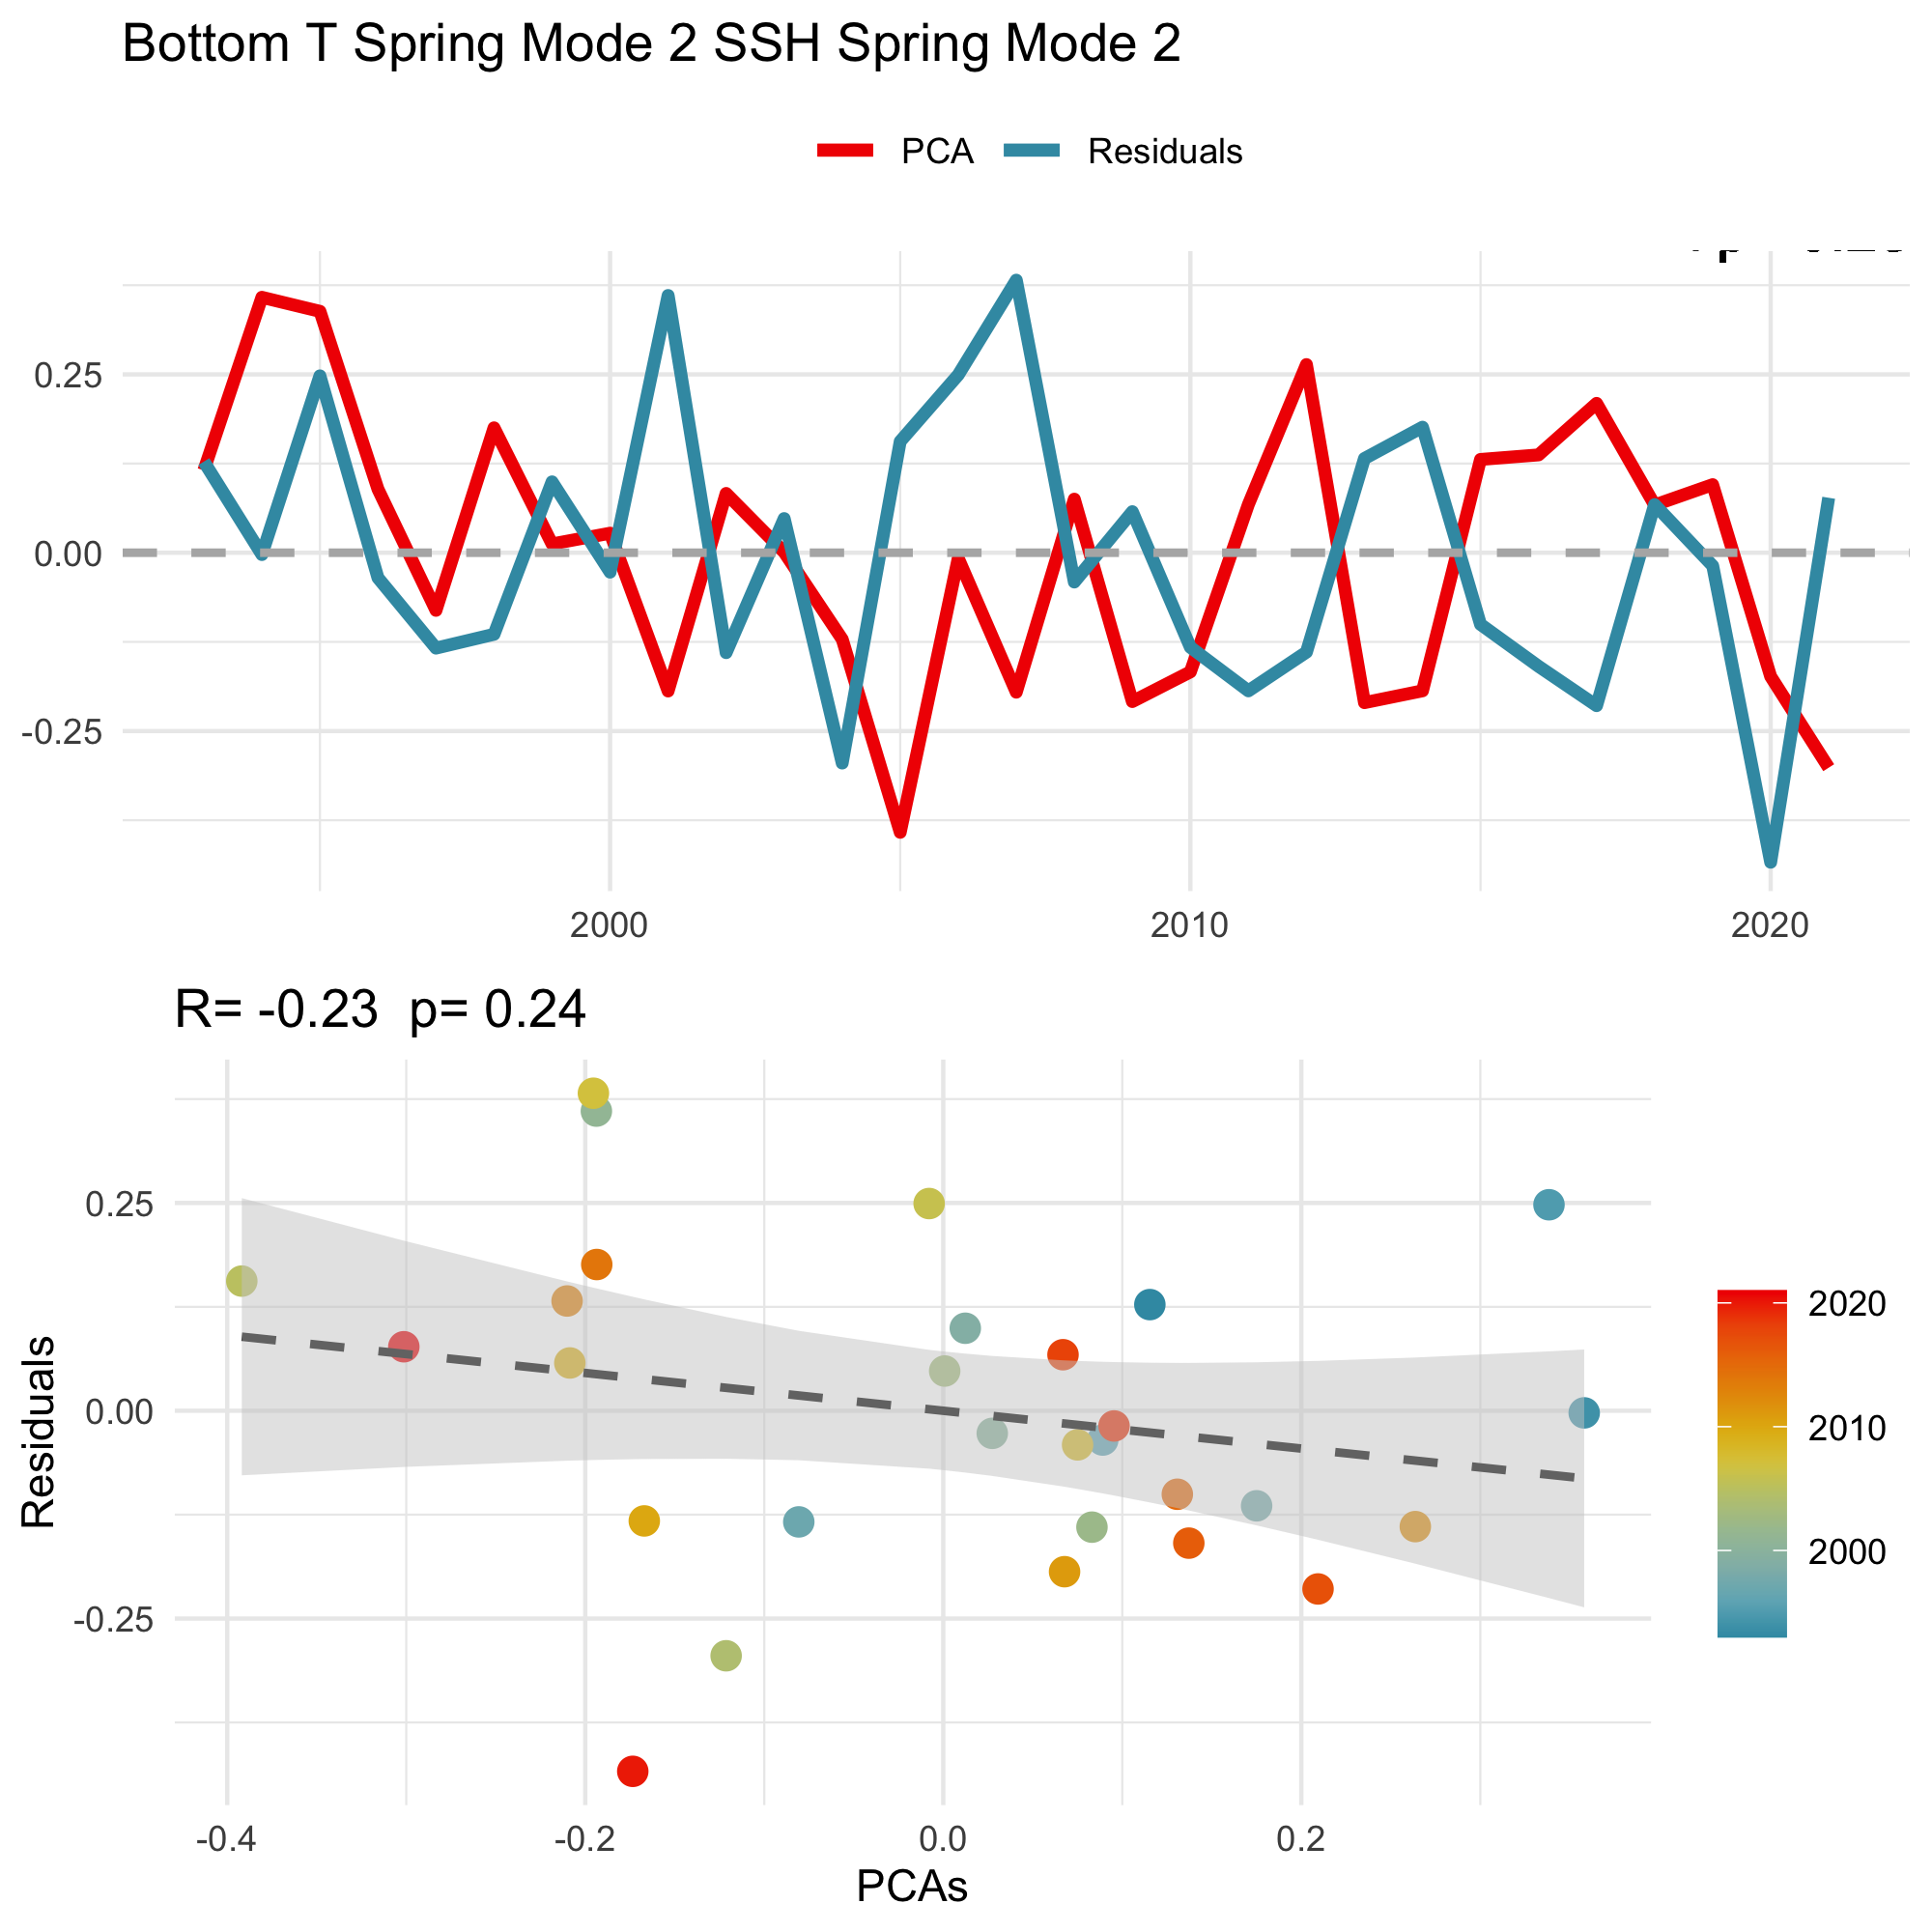 Bottom T Spring Mode 2 SSH Spring Mode 2
PCA Residuals
0.25
0.00
-0.25
2000 2010 2020
R= -0.23 p= 0.24
Residuals
0.25
0.00
-0.25
-0.4 -0.2 0.0 0.2
PCAs
2020
2010
2000